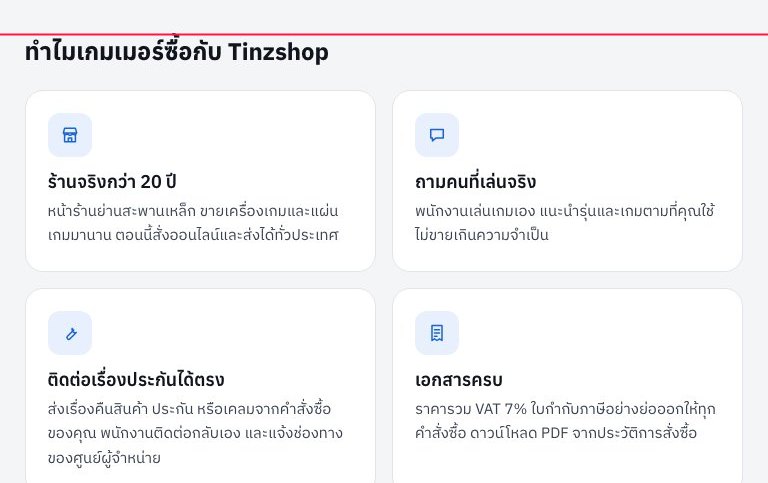 ทำไมเกมเมอร์ซื้อกับ Tinzshop
ร้านจริงกว่า 20 ปี
หน้าร้านย่านสะพานเหล็ก ขายเครื่องเกมและแผ่น
เกมมานาน ตอนนี้สั่งออนไลน์และส่งได้ทั่วประเทศ
ถามคนที่เล่นจริง
พนักงานเล่นเกมเอง แนะนำรุ่นและเกมตามที่คุณใช้
ไม่ขายเกินความจำเป็น
ติดต่อเรื่องประกันได้ตรง
ส่งเรื่องคืนสินค้า ประกัน หรือเคลมจากคำสั่งซื้อ
ของคุณ พนักงานติดต่อกลับเอง และแจ้งช่องทาง
ของศูนย์ผู้จำหน่าย
เอกสารครบ
ราคารวม VAT 7% ใบกำกับภาษีอย่างย่อออกให้ทุก
คำสั่งซื้อ ดาวน์โหลด PDF จากประวัติการสั่งซื้อ